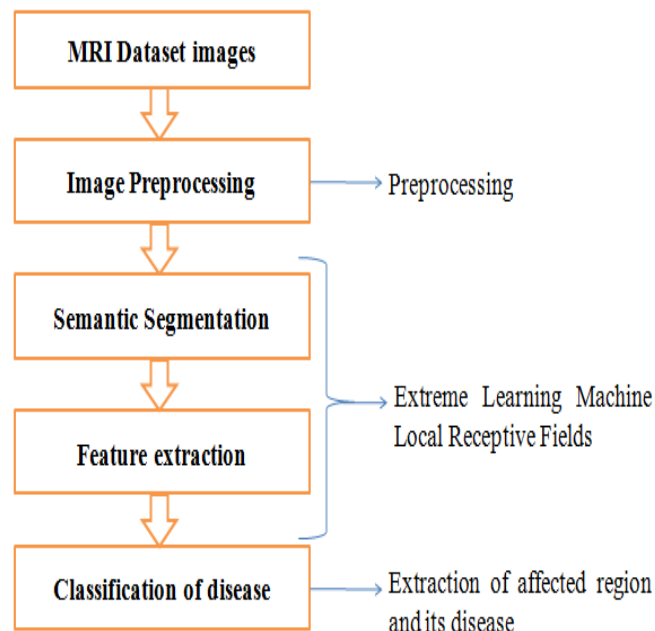 MRI Dataset images
Image Preprocessing
Preprocessing
Semantic Segmentation
Extreme Learning Machine
Local Receptive Fields
Feature extraction
Classification of disease
Extraction of affected region
and its disease